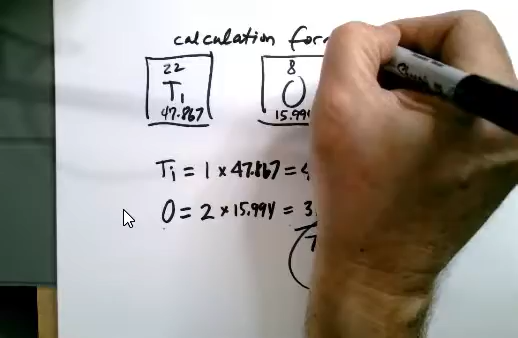 calculation for
22
Ti
47.867
8
O
15.99
Ti = 1 × 47.867 = 4
O = 2 × 15.994 = 3